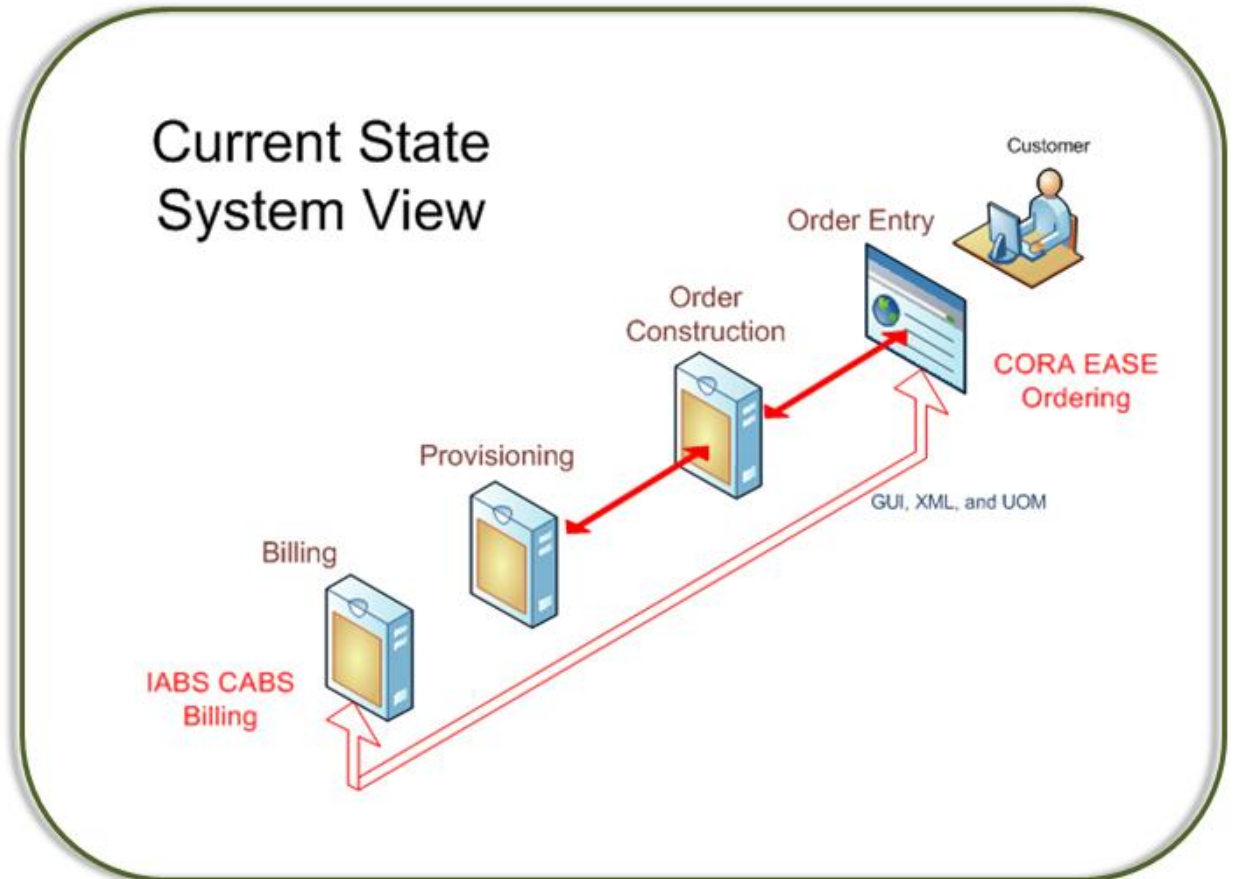 Current State
System View
Customer
Order Entry
Order
Construction
CORA EASE
Ordering
Provisioning
GUI, XML, and UOM
Billing
IABS CABS
Billing